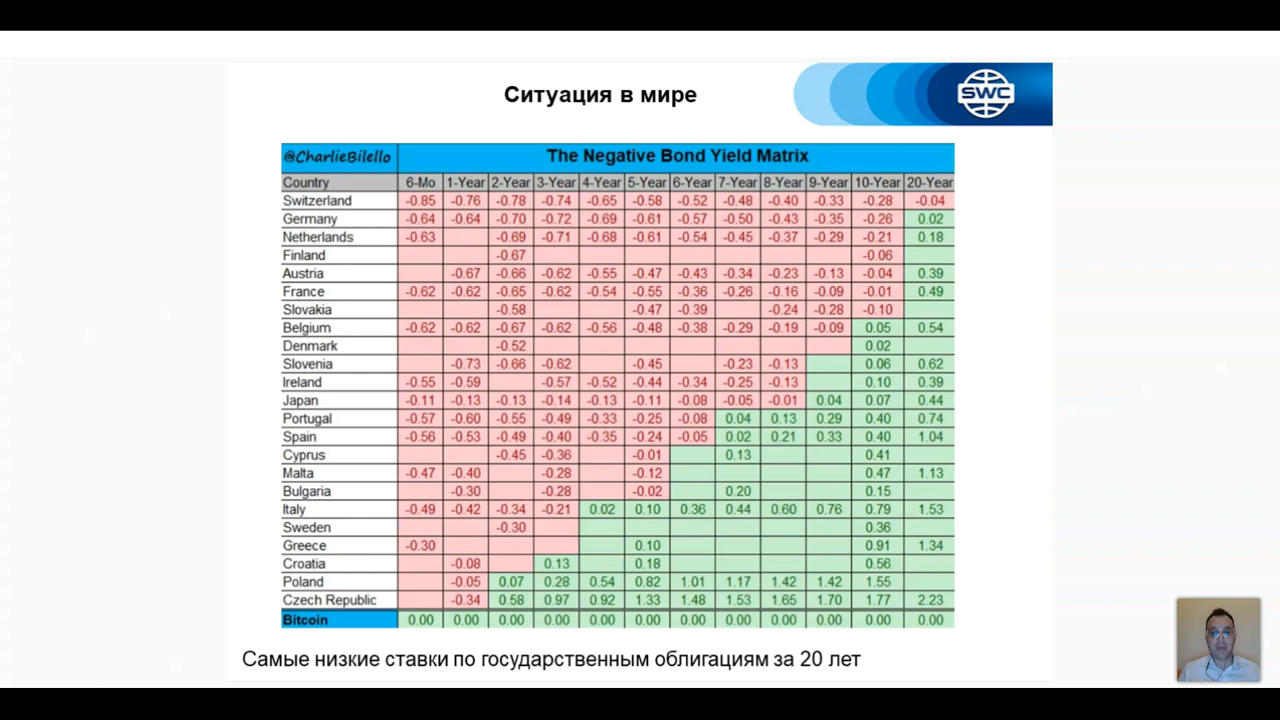 Ситуация в мире
SWC
@CharlieBilello The Negative Bond Yield Matrix
Country 6-Mo 1-Year 2-Year 3-Year 4-Year 5-Year 6-Year 7-Year 8-Year 9-Year 10-Year 20-Year
Switzerland -0.85 -0.76 -0.78 -0.74 -0.65 -0.58 -0.52 -0.48 -0.40 -0.33 -0.28 -0.04
Germany -0.64 -0.64 -0.70 -0.72 -0.69 -0.61 -0.57 -0.50 -0.43 -0.35 -0.26 0.02
Netherlands -0.63 -0.69 -0.71 -0.68 -0.61 -0.54 -0.45 -0.37 -0.29 -0.21 0.18
Finland -0.67 -0.06
Austria -0.67 -0.66 -0.62 -0.55 -0.47 -0.43 -0.34 -0.23 -0.13 -0.04 0.39
France -0.62 -0.62 -0.65 -0.62 -0.54 -0.55 -0.36 -0.26 -0.16 -0.09 -0.01 0.49
Slovakia -0.58 -0.47 -0.39 -0.24 -0.28 -0.10
Belgium -0.62 -0.62 -0.67 -0.62 -0.56 -0.48 -0.38 -0.29 -0.19 -0.09 0.05 0.54
Denmark -0.52 0.02
Slovenia -0.73 -0.66 -0.62 -0.45 -0.23 -0.13 0.06 0.62
Ireland -0.55 -0.59 -0.57 -0.52 -0.44 -0.34 -0.25 -0.13 0.10 0.39
Japan -0.11 -0.13 -0.13 -0.14 -0.13 -0.11 -0.08 -0.05 -0.01 0.04 0.07 0.44
Portugal -0.57 -0.60 -0.55 -0.49 -0.33 -0.25 -0.08 0.04 0.13 0.29 0.40 0.74
Spain -0.56 -0.53 -0.49 -0.40 -0.35 -0.24 -0.05 0.02 0.21 0.33 0.40 1.04
Cyprus -0.45 -0.36 -0.01 0.13 0.41
Malta -0.47 -0.40 -0.28 -0.12 0.47 1.13
Bulgaria -0.30 -0.28 -0.02 0.20 0.15
Italy -0.49 -0.42 -0.34 -0.21 0.02 0.10 0.36 0.44 0.60 0.76 0.79 1.53
Sweden -0.30 0.36
Greece -0.30 0.10 0.91 1.34
Croatia -0.08 0.13 0.18 0.56
Poland -0.05 0.07 0.28 0.54 0.82 1.01 1.17 1.42 1.42 1.55
Czech Republic -0.34 0.58 0.97 0.92 1.33 1.48 1.53 1.65 1.70 1.77 2.23
Bitcoin 0.00 0.00 0.00 0.00 0.00 0.00 0.00 0.00 0.00 0.00 0.00 0.00
Самые низкие ставки по государственным облигациям за 20 лет